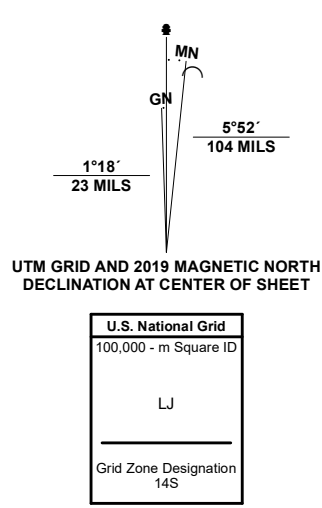 MN
GN
5°52´
104 MILS
1°18´
23 MILS
UTM GRID AND 2019 MAGNETIC NORTH
DECLINATION AT CENTER OF SHEET
U.S. National Grid
100,000 - m Square ID
LJ
Grid Zone Designation
14S